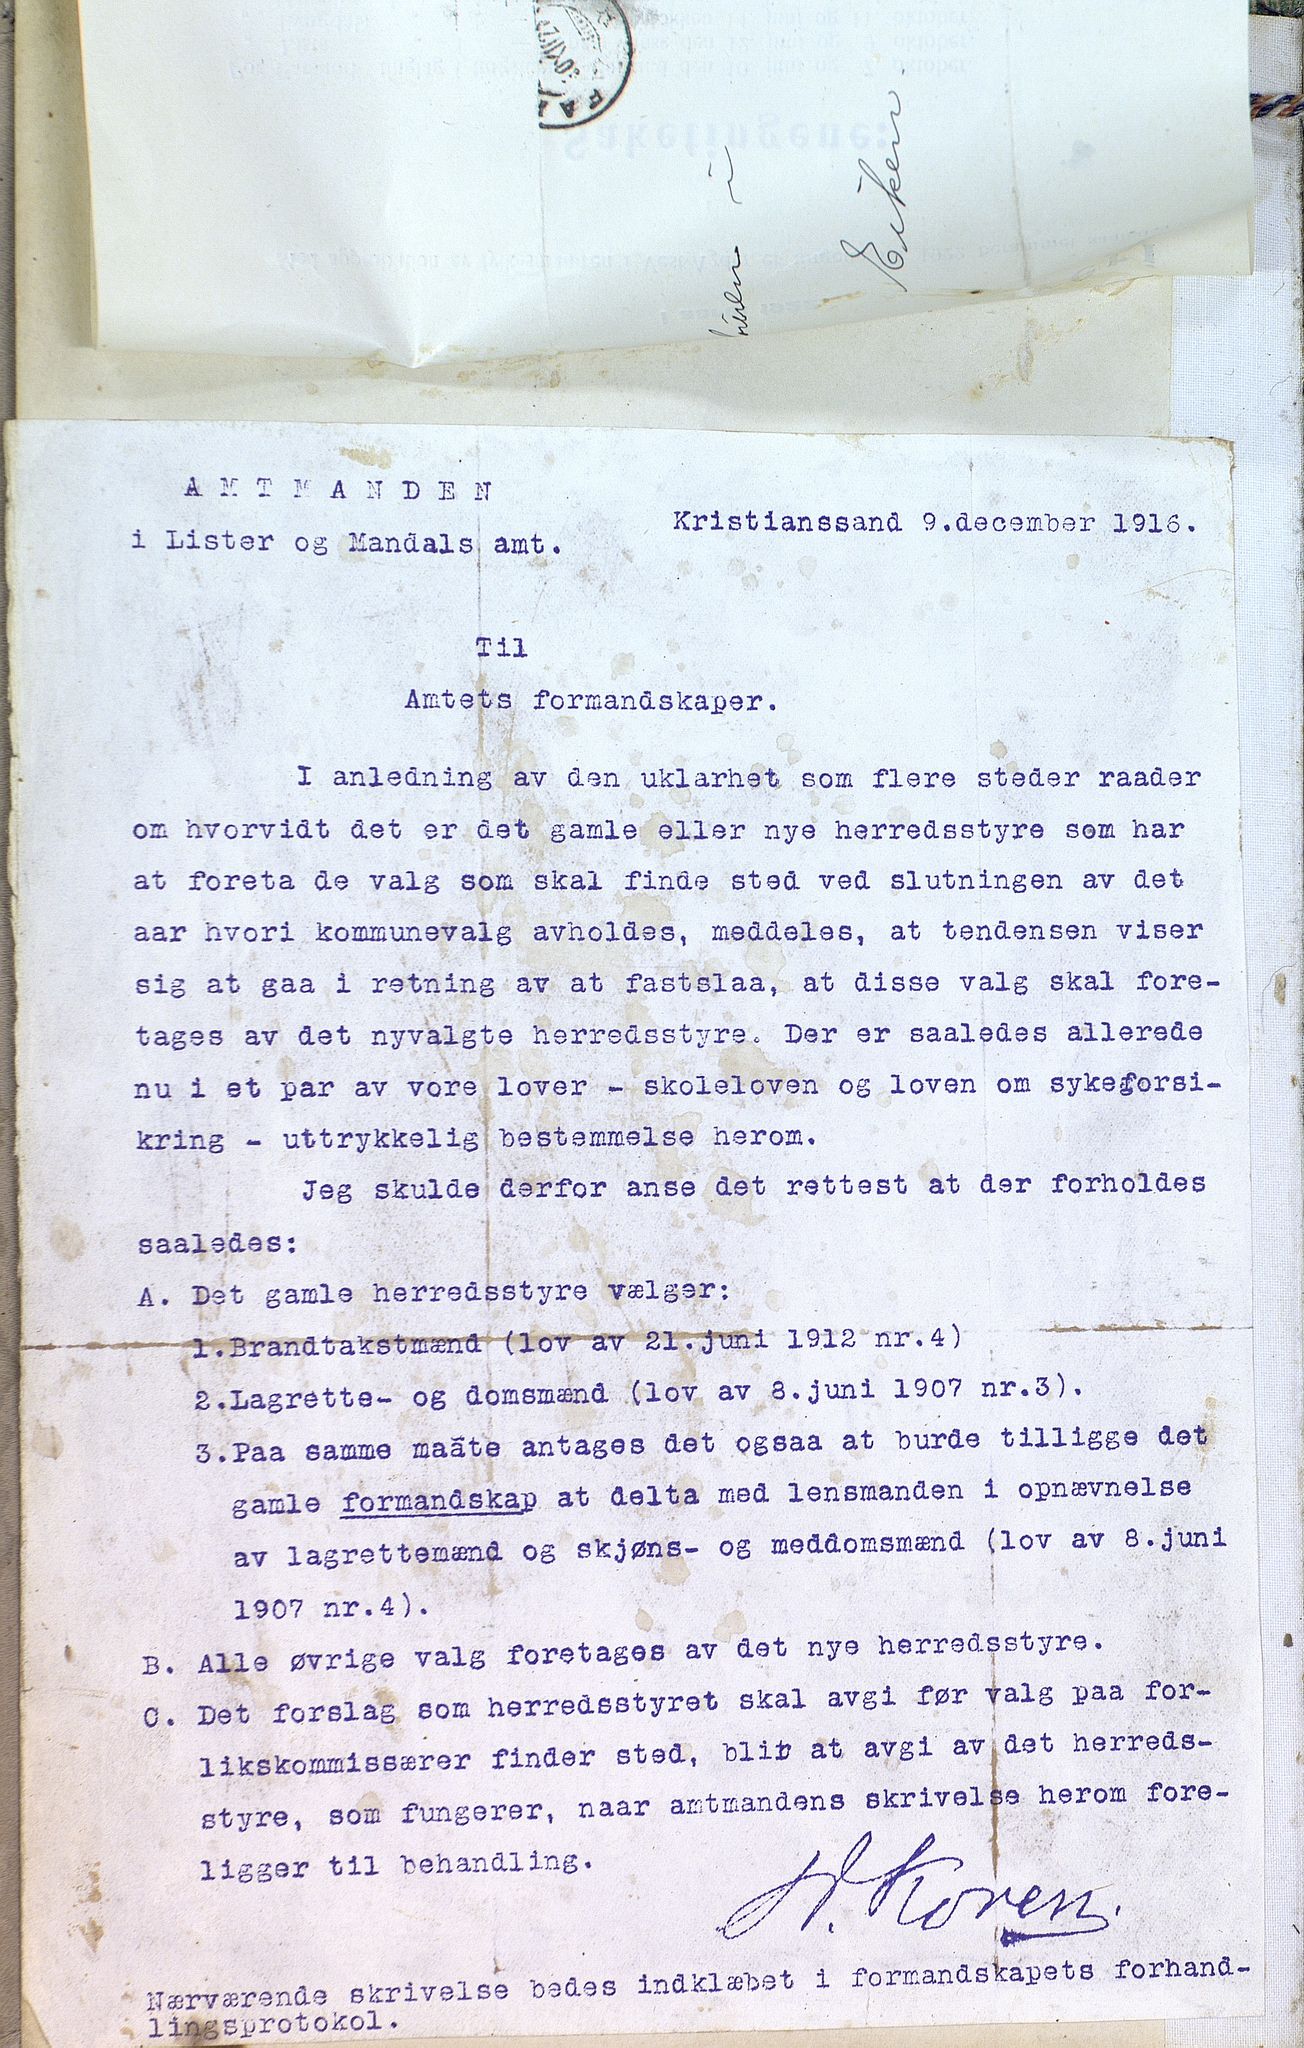 Eiken
AMTMANDEN
i Lister og Mandals amt.
Kristianssand 9.december 1916.
Til
Amtets formandskaper.
I anledning av den uklarhet som flere steder raader
om hvorvidt det er det gamle eller nye herredsstyre som har
at foreta de valg som skal finde sted ved slutningen av det
aar hvori kommunevalg avholdes, meddeles, at tendensen viser
sig at gaa i retning av at fastslaa, at disse valg skal fore-
tages av det nyvalgte herredsstyre. Der er saaledes allerede
nu i et par av vore lover - skoleloven og loven om sykeforsi-
kring - uttrykkelig bestemmelse herom.
Jeg skulde derfor anse det rettest at der forholdes
saaledes:
A. Det gamle herredsstyre vælger:
1.Brandtakstmænd (lov av 21.juni 1912 nr.4)
2.Lagrette- og domsmænd (lov av 8.juni 1907 nr.3).
3.Paa samme maate antages det ogsaa at burde tilligge det
gamle formandskap at delta med lensmanden i opnævnelse
av lagrettemænd og skjøns- og meddomsmænd (lov av 8.juni
1907 nr.4).
B. Alle øvrige valg foretages av det nye herredsstyre.
C. Det forslag som herredsstyret skal avgi før valg paa for-
likskommissærer finder sted, blir at avgi av det herreds-
styre, som fungerer, naar amtmandens skrivelse herom fore-
ligger til behandling.
H. Koren.
Nærværende skrivelse bedes indklæbet i formandskapets forhand-
lingsprotokol.